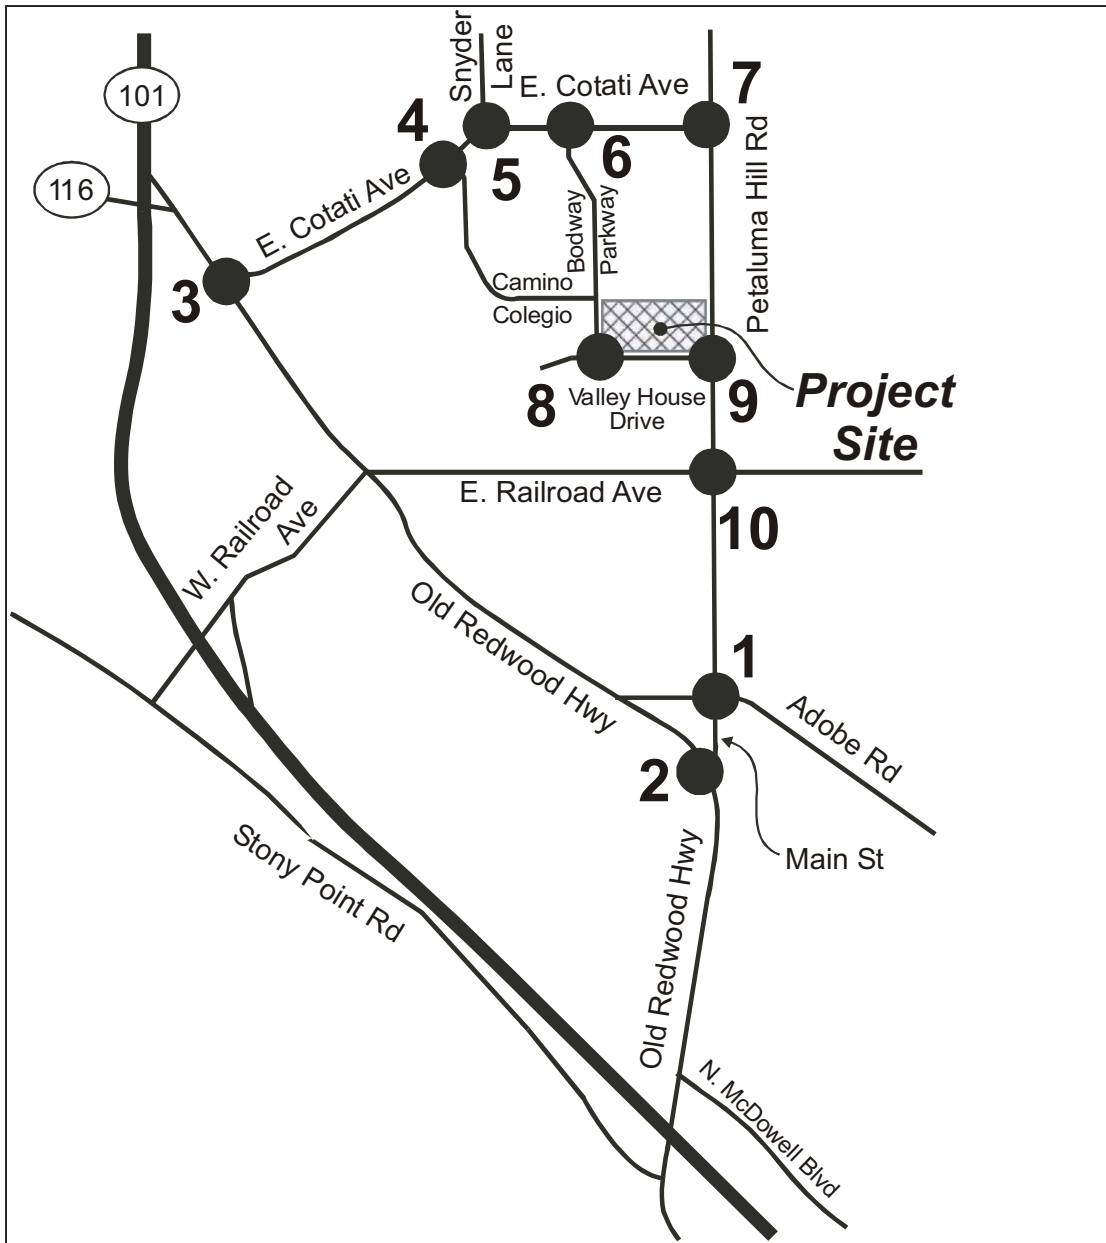 101
116
Snyder
Lane
E. Cotati Ave
7
4
5
6
Petaluma Hill Rd
E. Cotati Ave
3
Bodway
Parkway
Camino
Colegio
8
Valley House
Drive
9
Project
Site
E. Railroad Ave
10
W. Railroad
Ave
Old Redwood Hwy
1
Adobe Rd
2
Main St
Stony Point Rd
Old Redwood Hwy
N. McDowell Blvd